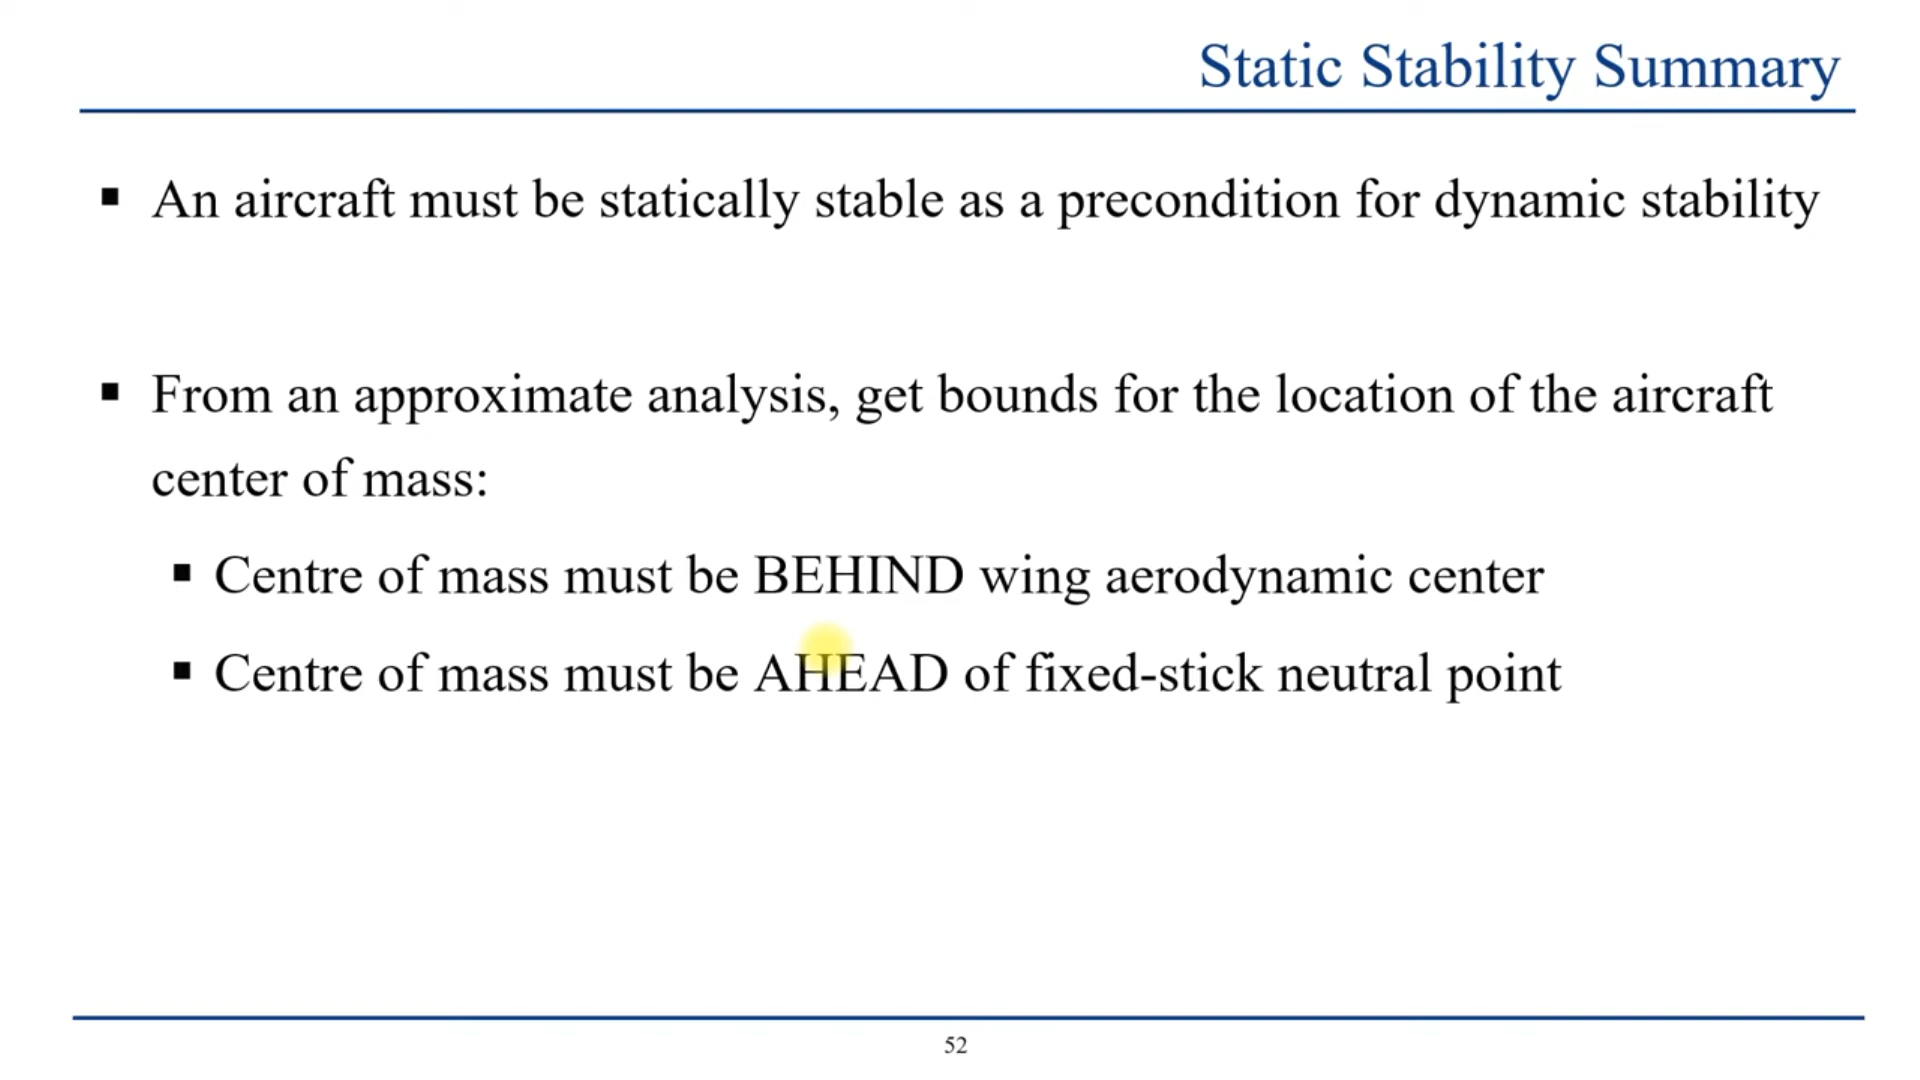 Static Stability Summary
▪ An aircraft must be statically stable as a precondition for dynamic stability
▪ From an approximate analysis, get bounds for the location of the aircraft
center of mass:
▪ Centre of mass must be BEHIND wing aerodynamic center
▪ Centre of mass must be AHEAD of fixed-stick neutral point
52